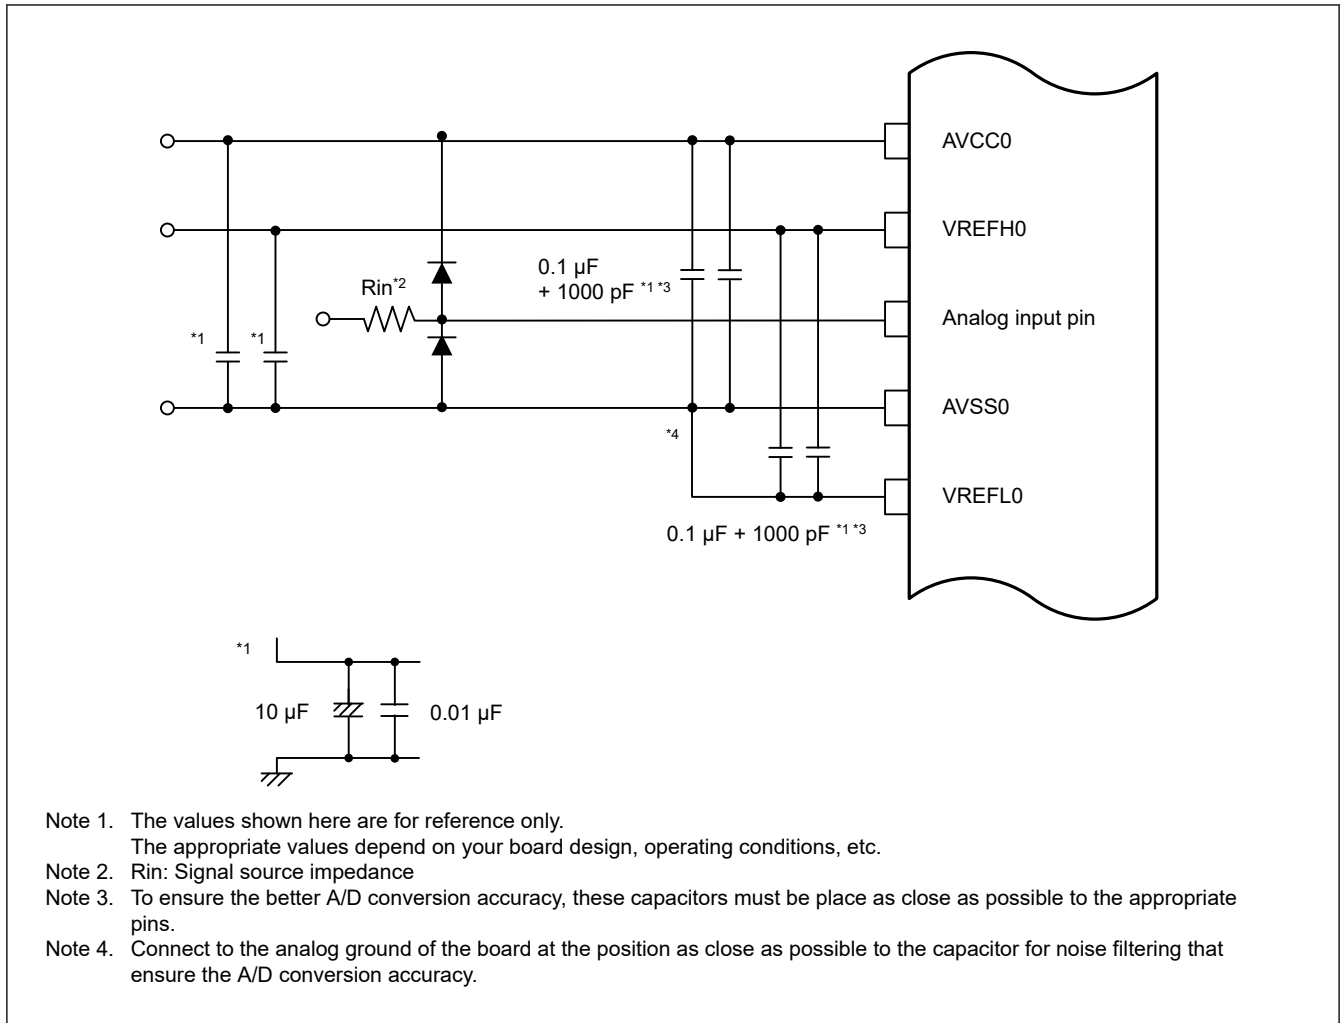 AVCC0
VREFH0
0.1 µF
+ 1000 pF *1 *3
Rin*2
Analog input pin
*1
*1
AVSS0
*4
VREFL0
0.1 µF + 1000 pF *1 *3
*1
10 µF
0.01 µF
Note 1. The values shown here are for reference only.
The appropriate values depend on your board design, operating conditions, etc.
Note 2. Rin: Signal source impedance
Note 3. To ensure the better A/D conversion accuracy, these capacitors must be place as close as possible to the appropriate
pins.
Note 4. Connect to the analog ground of the board at the position as close as possible to the capacitor for noise filtering that
ensure the A/D conversion accuracy.